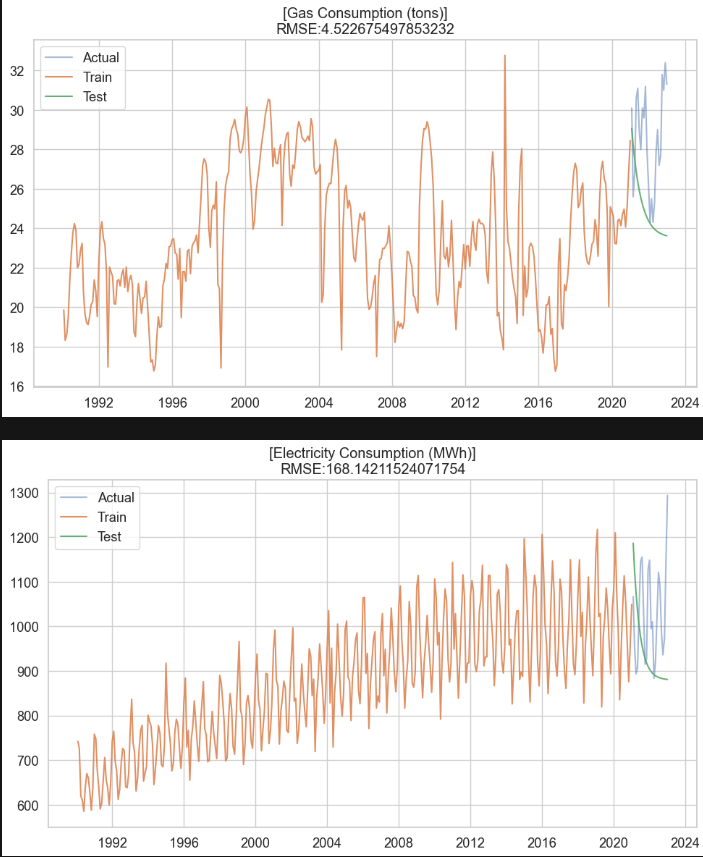 [Gas Consumption (tons)]
RMSE:4.522675497853232
Actual
Train
Test
32
30
28
26
24
22
20
18
16
1992 1996 2000 2004 2008 2012 2016 2020 2024
[Electricity Consumption (MWh)]
RMSE:168.14211524071754
Actual
Train
Test
1300
1200
1100
1000
900
800
700
600
1992 1996 2000 2004 2008 2012 2016 2020 2024